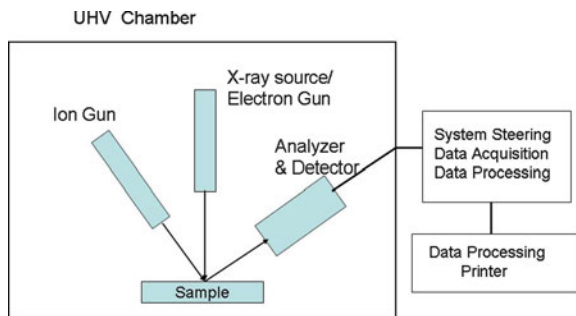 UHV Chamber
X-ray source/
Electron Gun
Ion Gun
Analyzer
& Detector
Sample
System Steering
Data Acquisition
Data Processing
Data Processing
Printer